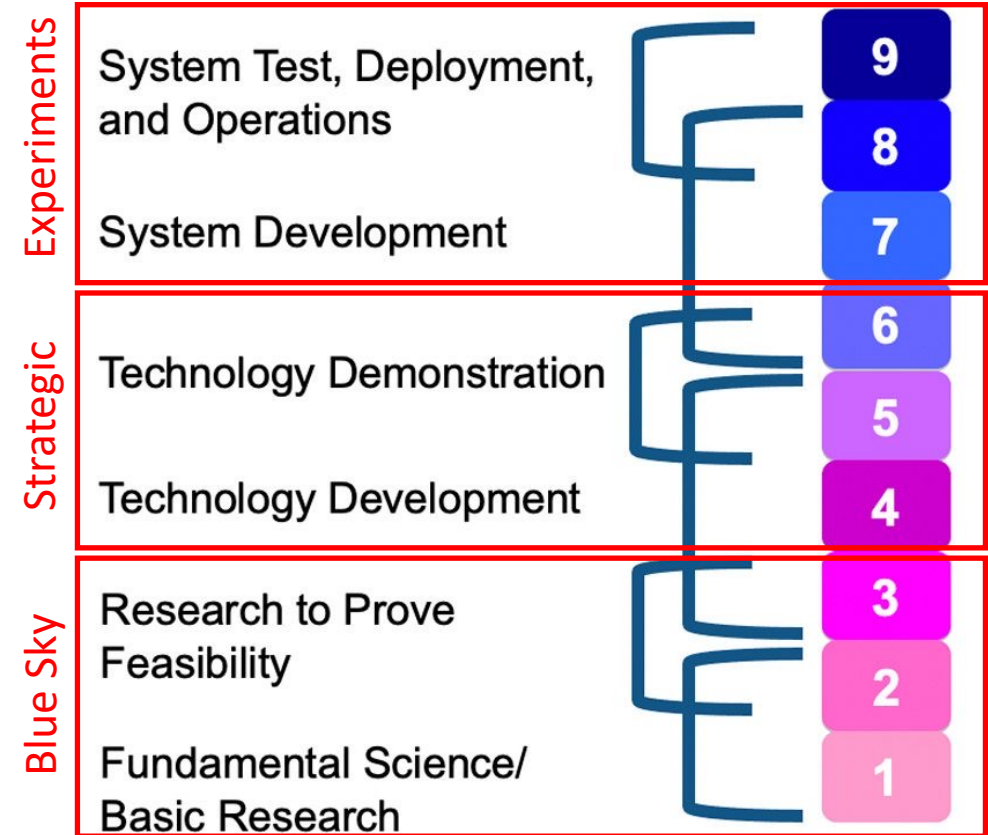 Experiments
System Test, Deployment,
and Operations
System Development
9
8
7
Strategic
Technology Demonstration
Technology Development
6
5
4
Blue Sky
Research to Prove
Feasibility
Fundamental Science/
Basic Research
3
2
1